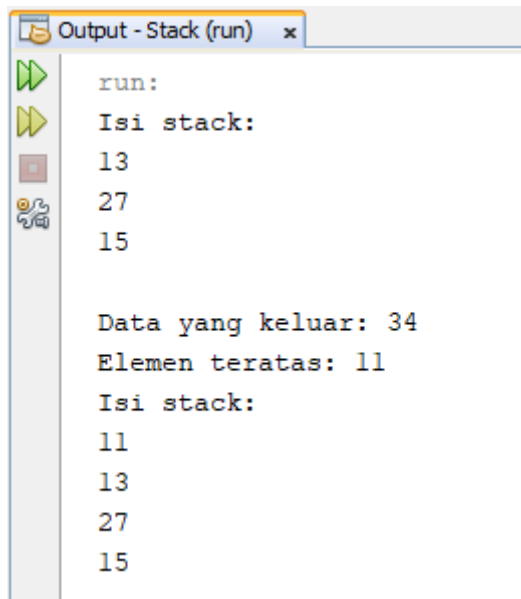 Output - Stack (run)
run:
Isi stack:
13
27
15
Data yang keluar: 34
Elemen teratas: 11
Isi stack:
11
13
27
15